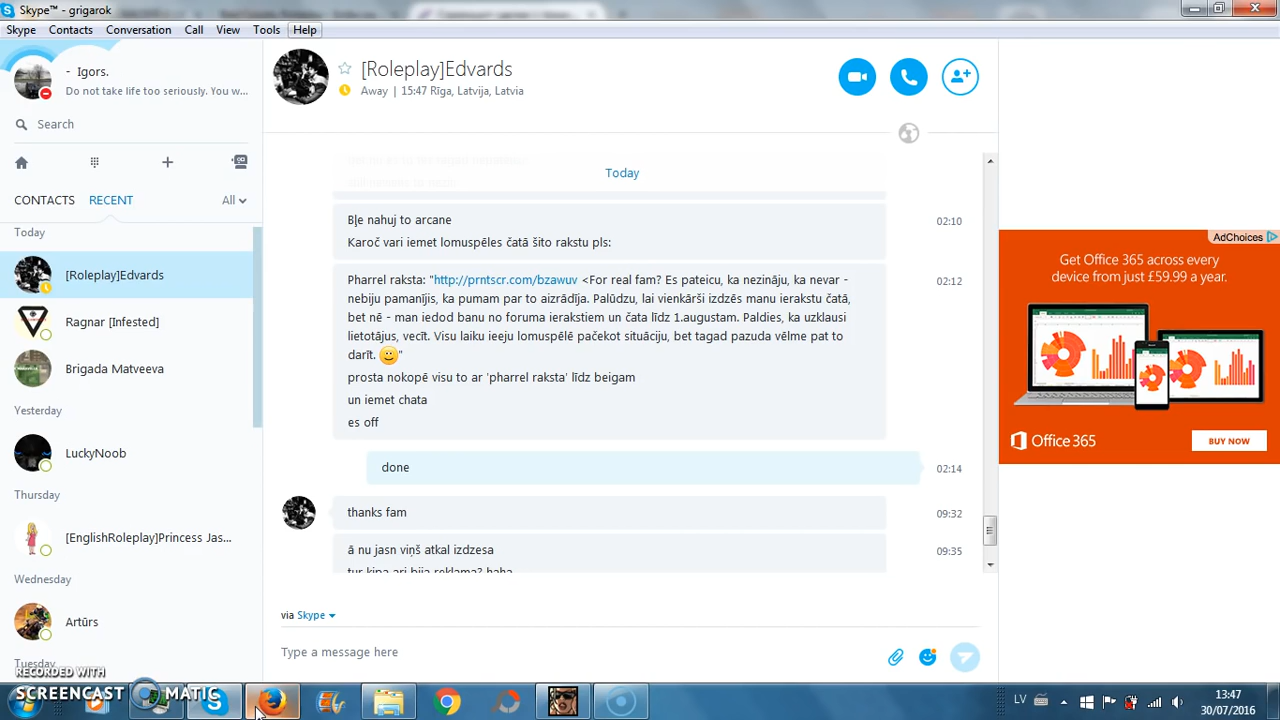 Skype™ - grigarok
Skype Contacts Conversation Call View Tools Help
- Igors.
Do not take life too seriously. You w...
Search
CONTACTS RECENT All
Today
[Roleplay]Edvards
Ragnar [Infested]
Brigada Matveeva
Yesterday
LuckyNoob
Thursday
[EnglishRoleplay]Princess Jas...
Wednesday
Artūrs
Tuesday
[Roleplay]Edvards
Away | 15:47 Rīga, Latvija, Latvia
Today
Bļe nahuj to arcane 02:10
Karoč vari iemet lomuspēles čatā šito rakstu pls:
Pharrel raksta: "http://prntscr.com/bzawuv <For real fam? Es pateicu, ka nezināju, ka nevar - 02:12
nebiju pamanījis, ka pumam par to aizrādīja. Palūdzu, lai vienkārši izdzēs manu ierakstu čatā,
bet nē – man iedod banu no foruma ierakstiem un čata līdz 1.augustam. Paldies, ka uzklausi
lietotājus, vecīt. Visu laiku ieeju lomuspēlē pačekot situāciju, bet tagad pazuda vēlme pat to
darīt. "
prosta nokopē visu to ar 'pharrel raksta' līdz beigam
un iemet chata
es off
done 02:14
thanks fam 09:32
ā nu jasn viņš atkal izdzesa 09:35
tur kipa ari bija reklama? haha
via Skype
Type a message here
AdChoices
Get Office 365 across every
device from just £59.99 a year.
Office 365 BUY NOW
RECORDED WITH
SCREENCAST MATIC
LV
13:47
30/07/2016